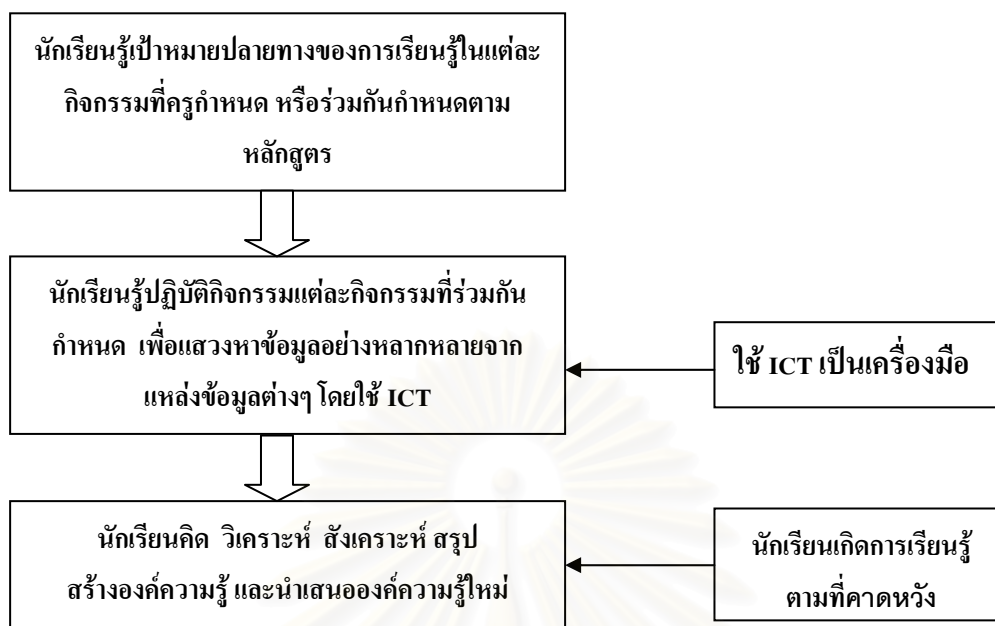 นักเรียนรู้เป้าหมายปลายทางของการเรียนรู้ในแต่ละ
กิจกรรมที่ครูกำหนด หรือร่วมกันกำหนดตาม
หลักสูตร
นักเรียนรู้ปฏิบัติกิจกรรมแต่ละกิจกรรมที่ร่วมกัน
กำหนด เพื่อแสวงหาข้อมูลอย่างหลากหลายจาก
แหล่งข้อมูลต่างๆ โดยใช้ ICT
ใช้ ICT เป็นเครื่องมือ
นักเรียนคิด วิเคราะห์ สังเคราะห์ สรุป
สร้างองค์ความรู้ และนำเสนอองค์ความรู้ใหม่
นักเรียนเกิดการเรียนรู้
ตามที่คาดหวัง